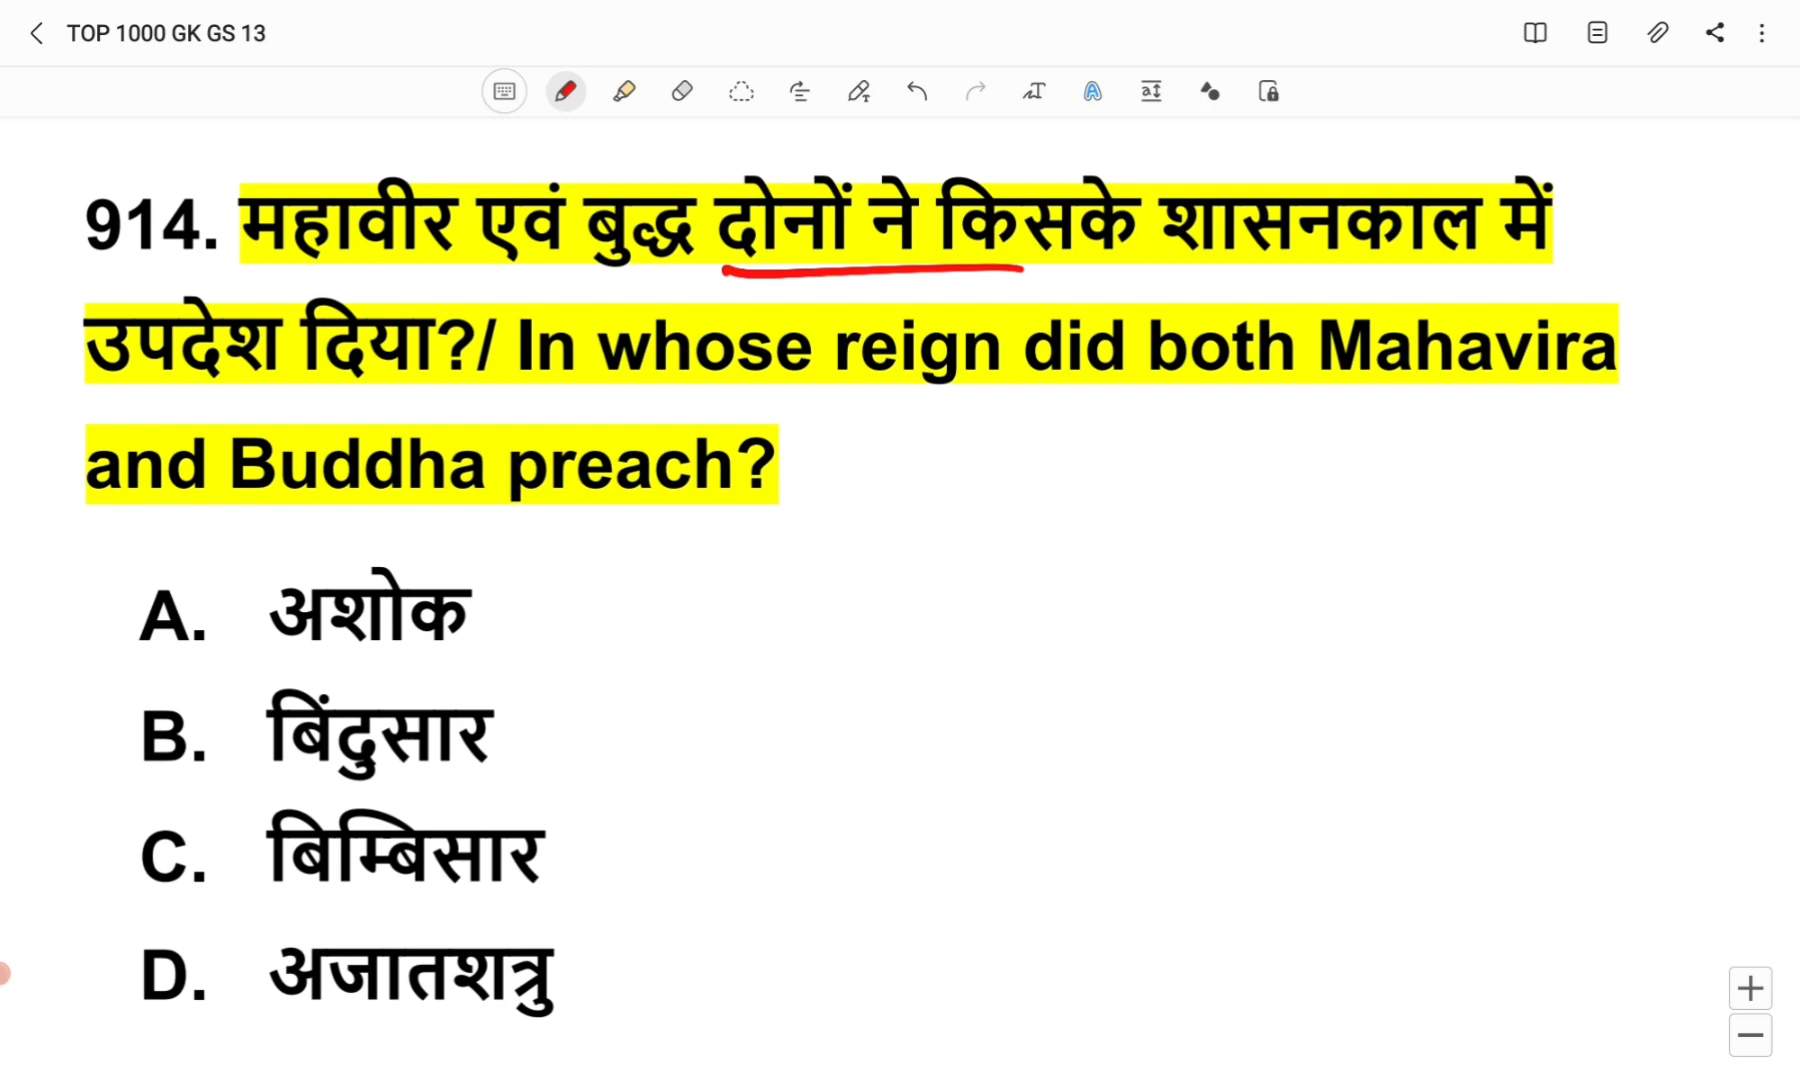 TOP 1000 GK GS 13
914. महावीर एवं बुद्ध दोनों ने किसके शासनकाल में
उपदेश दिया?/ In whose reign did both Mahavira
and Buddha preach?
A. अशोक
B. बिंदुसार
C. बिम्बिसार
D. अजातशत्रु